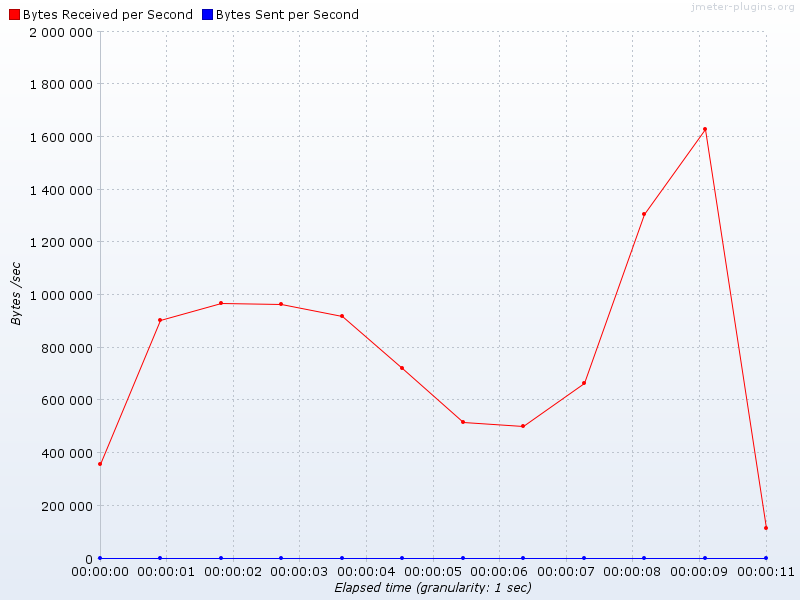 jmeter-plugins.org
Bytes Received per Second Bytes Sent per Second
2 000 000
1 800 000
1 600 000
1 400 000
1 200 000
1 000 000
800 000
600 000
400 000
200 000
0
Bytes /sec
00:00:00 00:00:01 00:00:02 00:00:03 00:00:04 00:00:05 00:00:06 00:00:07 00:00:08 00:00:09 00:00:11
Elapsed time (granularity: 1 sec)